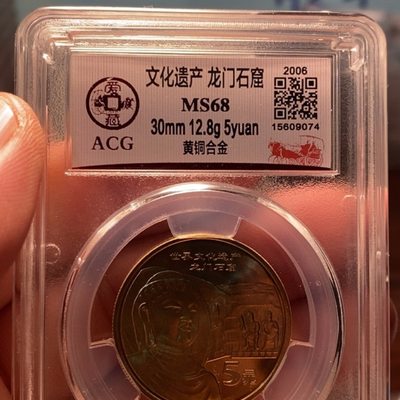 文化遗产 龙门石窟
MS68
30mm 12.8g 5yuan
黄铜合金
ACG
2006
15609074
世界文化遗产
龙门石窟
5元